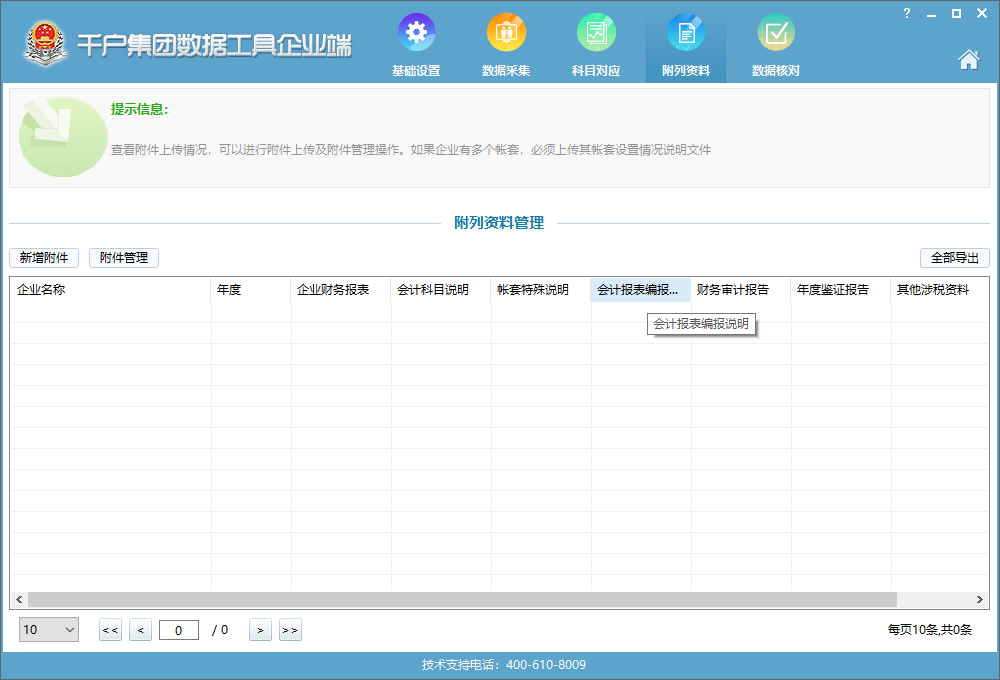 ?
千户集团数据工具企业端
基础设置 数据采集 科目对应 附列资料 数据核对
提示信息：
查看附件上传情况，可以进行附件上传及附件管理操作。如果企业有多个帐套，必须上传其帐套设置情况说明文件
附列资料管理
新增附件 附件管理 全部导出
企业名称 年度 企业财务报表 会计科目说明 帐套特殊说明 会计报表编报... 财务审计报告 年度鉴证报告 其他涉税资料
会计报表编报说明
10 << < 0 / 0 > >> 每页10条,共0条
技术支持电话：400-610-8009